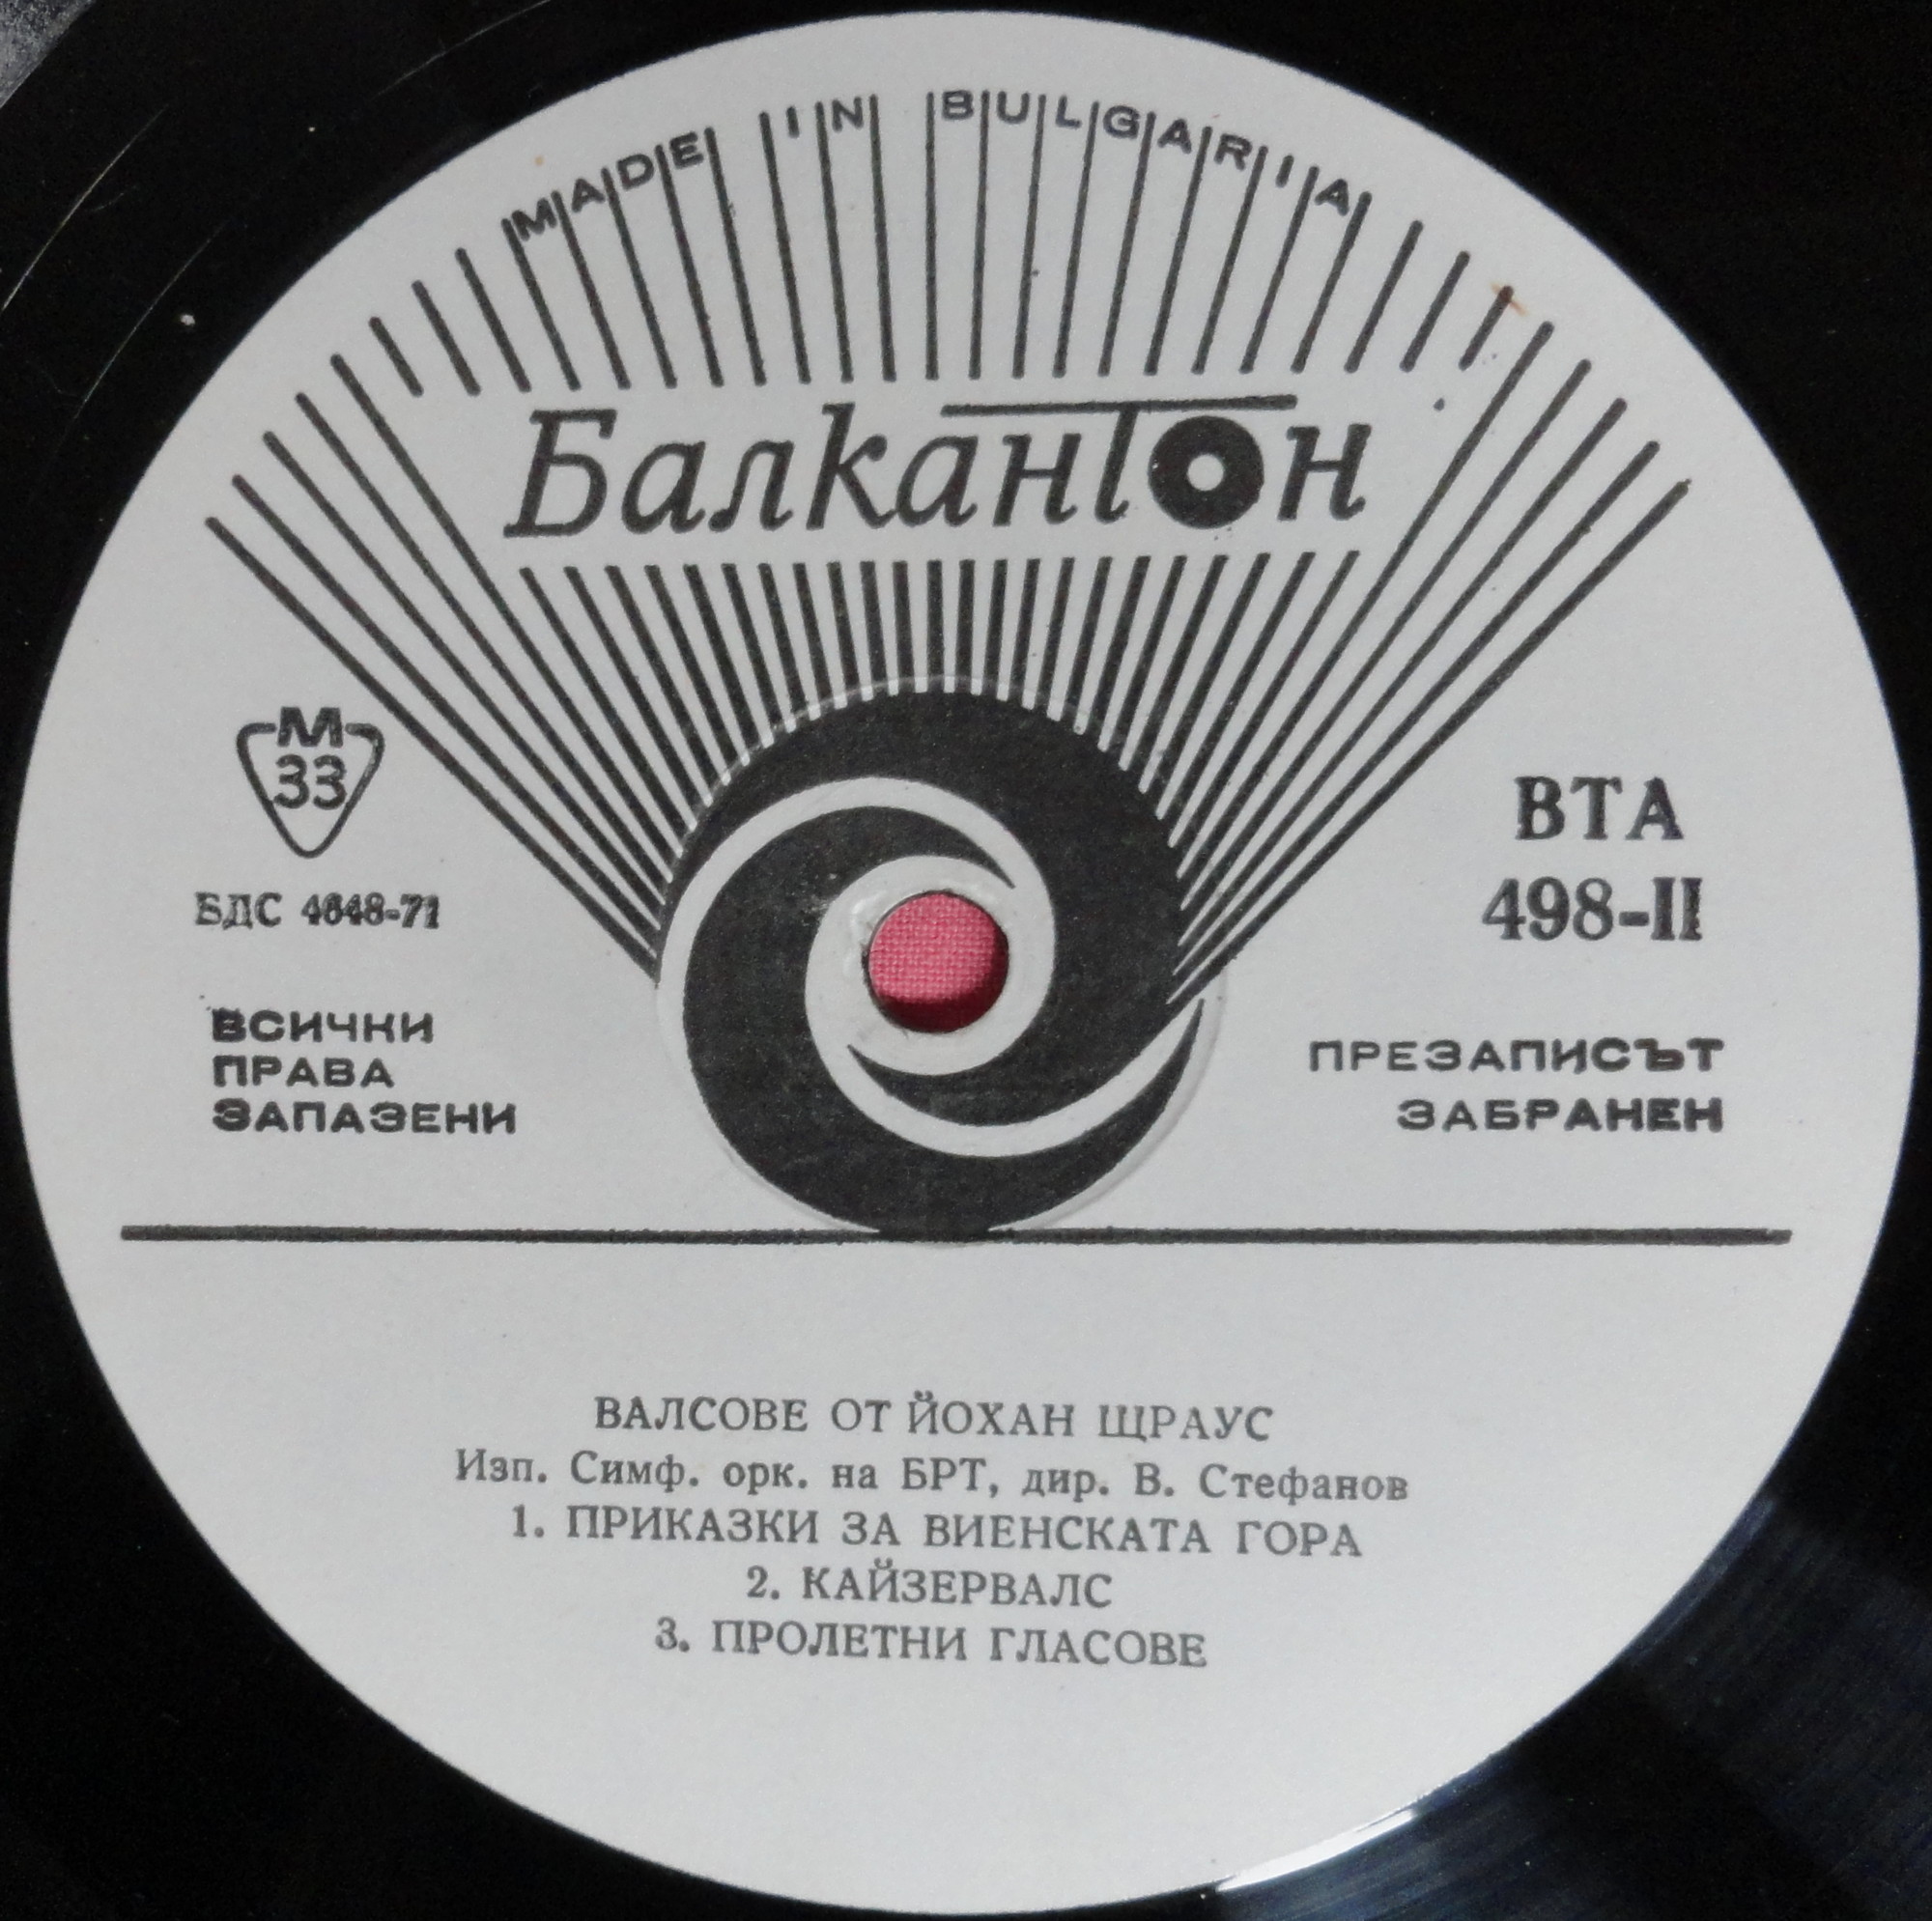 MADE IN BULGARIA
Балкантон
М
33
БДС 4648-71
ВСИЧКИ
ПРАВА
ЗАПАЗЕНИ
ВТА
498-II
ПРЕЗАПИСЪТ
ЗАБРАНЕН
ВАЛСОВЕ ОТ ЙОХАН ЩРАУС
Изп. Симф. орк. на БРТ, дир. В. Стефанов
1. ПРИКАЗКИ ЗА ВИЕНСКАТА ГОРА
2. КАЙЗЕРВАЛС
3. ПРОЛЕТНИ ГЛАСОВЕ